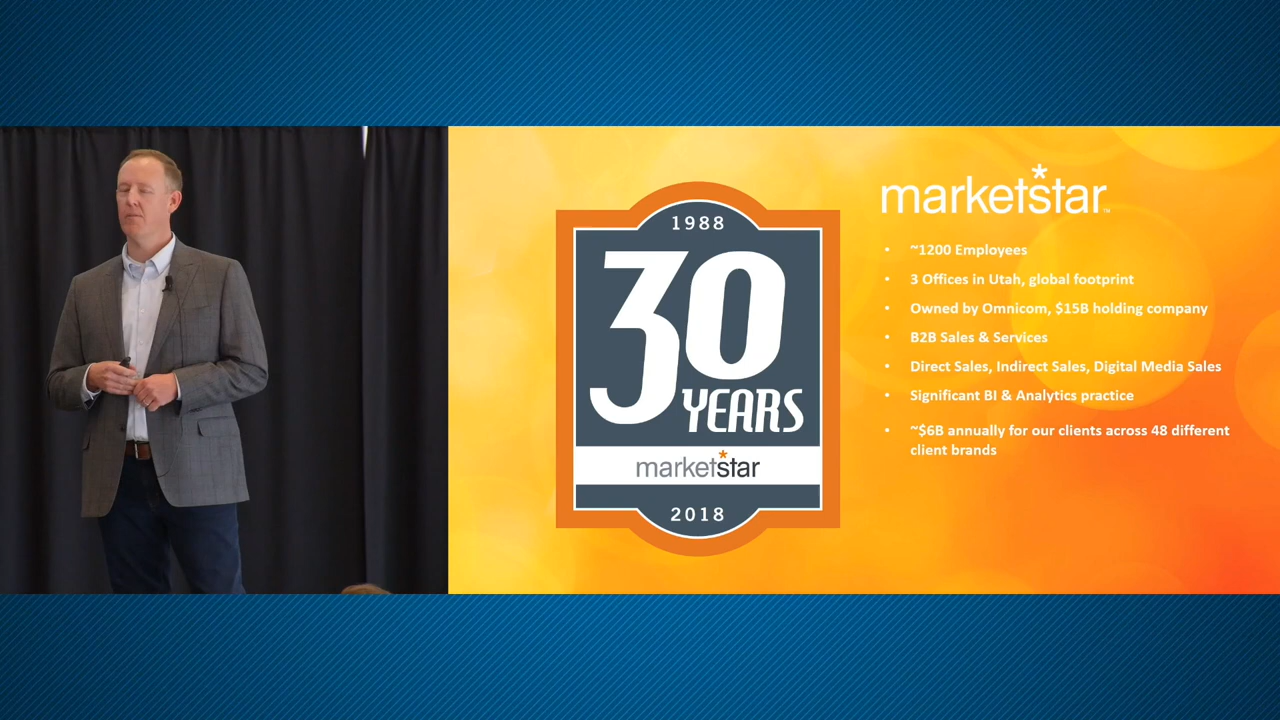 1988
30
YEARS
marketstar
2018
marketstar™
• ~1200 Employees
• 3 Offices in Utah, global footprint
• Owned by Omnicom, $15B holding company
• B2B Sales & Services
• Direct Sales, Indirect Sales, Digital Media Sales
• Significant BI & Analytics practice
• ~$6B annually for our clients across 48 different
client brands